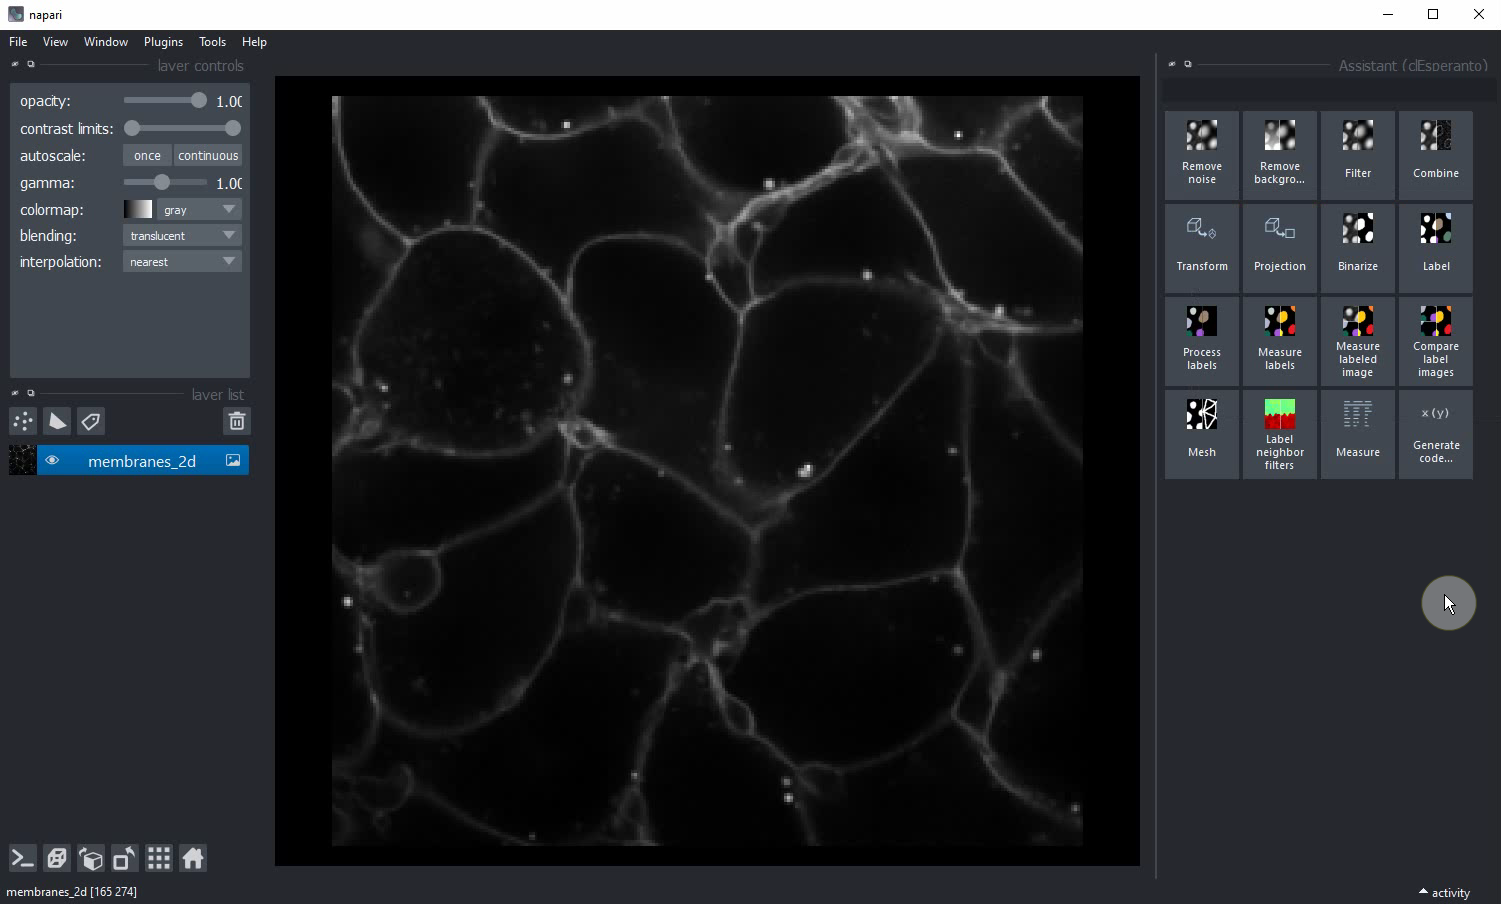 napari
File View Window Plugins Tools Help
layer controls
opacity: 1.00
contrast limits:
autoscale: once continuous
gamma: 1.00
colormap: gray
blending: translucent
interpolation: nearest
layer list
membranes_2d
Assistant (clEsperanto)
Remove noise
Remove backgro...
Filter
Combine
Transform
Projection
Binarize
Label
Process labels
Measure labels
Measure labeled image
Compare label images
Mesh
Label neighbor filters
Measure
x(y)
Generate code...
membranes_2d [165 274]
activity